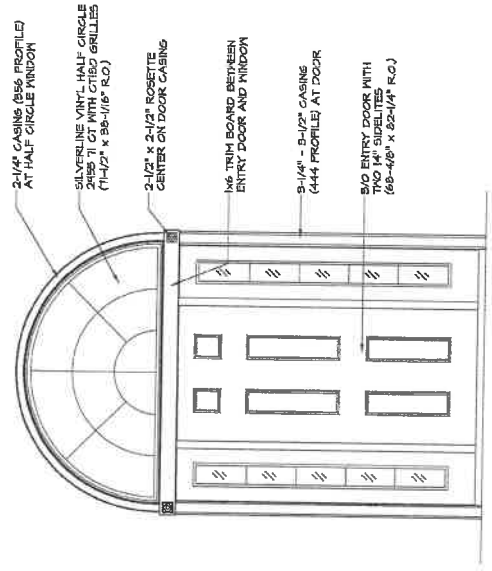 2-1/4" CASING (356 PROFILE)
AT HALF CIRCLE WINDOW
SILVERLINE VINYL HALF CIRCLE
2953 71 CT WITH CT130 GRILLES
(71-1/2" x 38-1/16" R.O.)
2-1/2" x 2-1/2" ROSETTE
CENTER ON DOOR CASING
1x6 TRIM BOARD BETWEEN
ENTRY DOOR AND WINDOW
3-1/4" - 3-1/2" CASING
(444 PROFILE) AT DOOR
3/0 ENTRY DOOR WITH
TWO 14" SIDELITES
(68-4/8" x 82-1/4" R.O.)